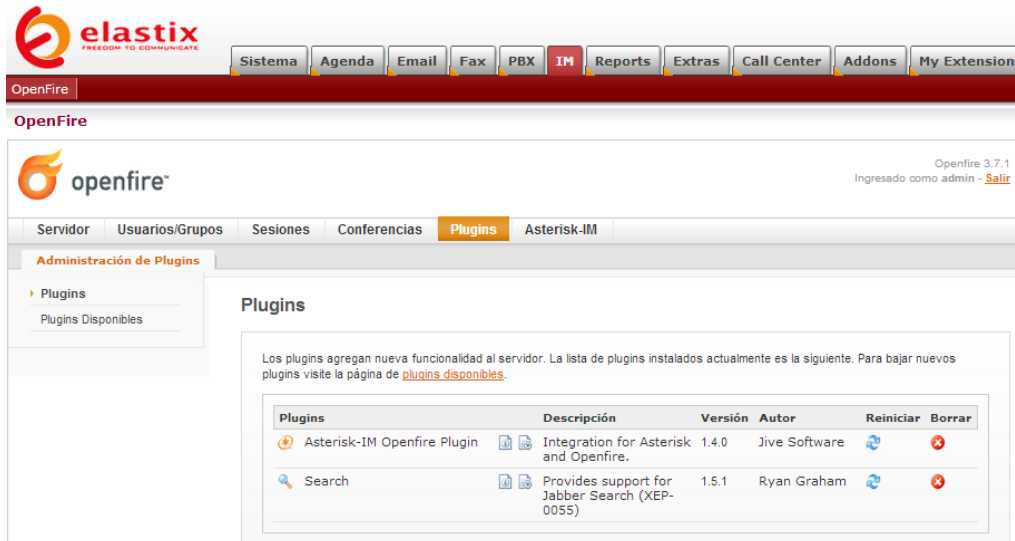 elastix
FREEDOM TO COMMUNICATE
Sistema Agenda Email Fax PBX IM Reports Extras Call Center Addons My Extension
OpenFire
OpenFire
openfire™
Openfire 3.7.1
Ingresado como admin - Salir
Servidor Usuarios/Grupos Sesiones Conferencias Plugins Asterisk-IM
Administración de Plugins
Plugins
Plugins Disponibles
Plugins
Los plugins agregan nueva funcionalidad al servidor. La lista de plugins instalados actualmente es la siguiente. Para bajar nuevos
plugins visite la página de plugins disponibles.
Plugins Descripción Versión Autor Reiniciar Borrar
Asterisk-IM Openfire Plugin Integration for Asterisk 1.4.0 Jive Software
and Openfire.
Search Provides support for 1.5.1 Ryan Graham
Jabber Search (XEP-
0055)